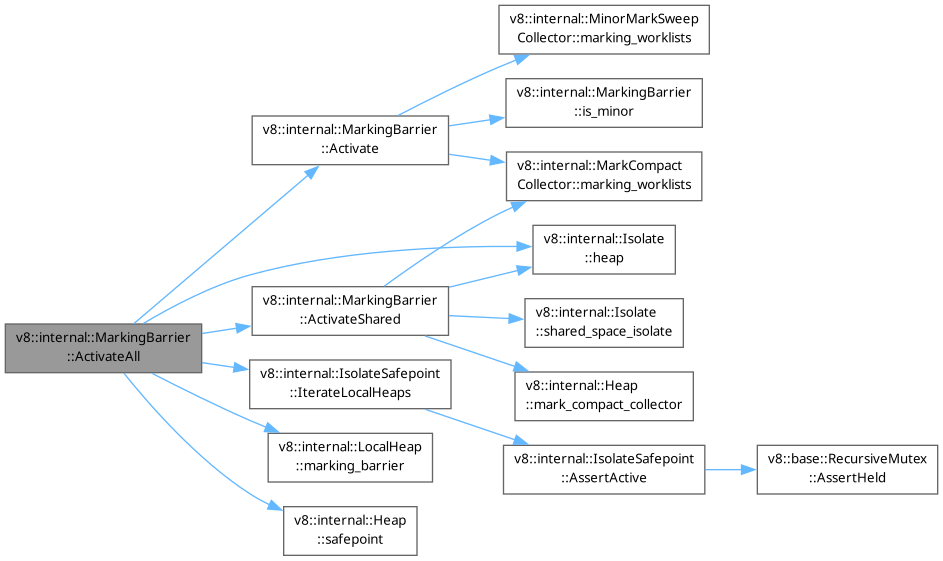 v8::internal::MinorMarkSweep
Collector::marking_worklists
v8::internal::MarkingBarrier
::is_minor
v8::internal::MarkingBarrier
::Activate
v8::internal::MarkCompact
Collector::marking_worklists
v8::internal::Isolate
::heap
v8::internal::MarkingBarrier
::ActivateShared
v8::internal::Isolate
::shared_space_isolate
v8::internal::MarkingBarrier
::ActivateAll
v8::internal::IsolateSafepoint
::IterateLocalHeaps
v8::internal::Heap
::mark_compact_collector
v8::internal::LocalHeap
::marking_barrier
v8::internal::IsolateSafepoint
::AssertActive
v8::base::RecursiveMutex
::AssertHeld
v8::internal::Heap
::safepoint